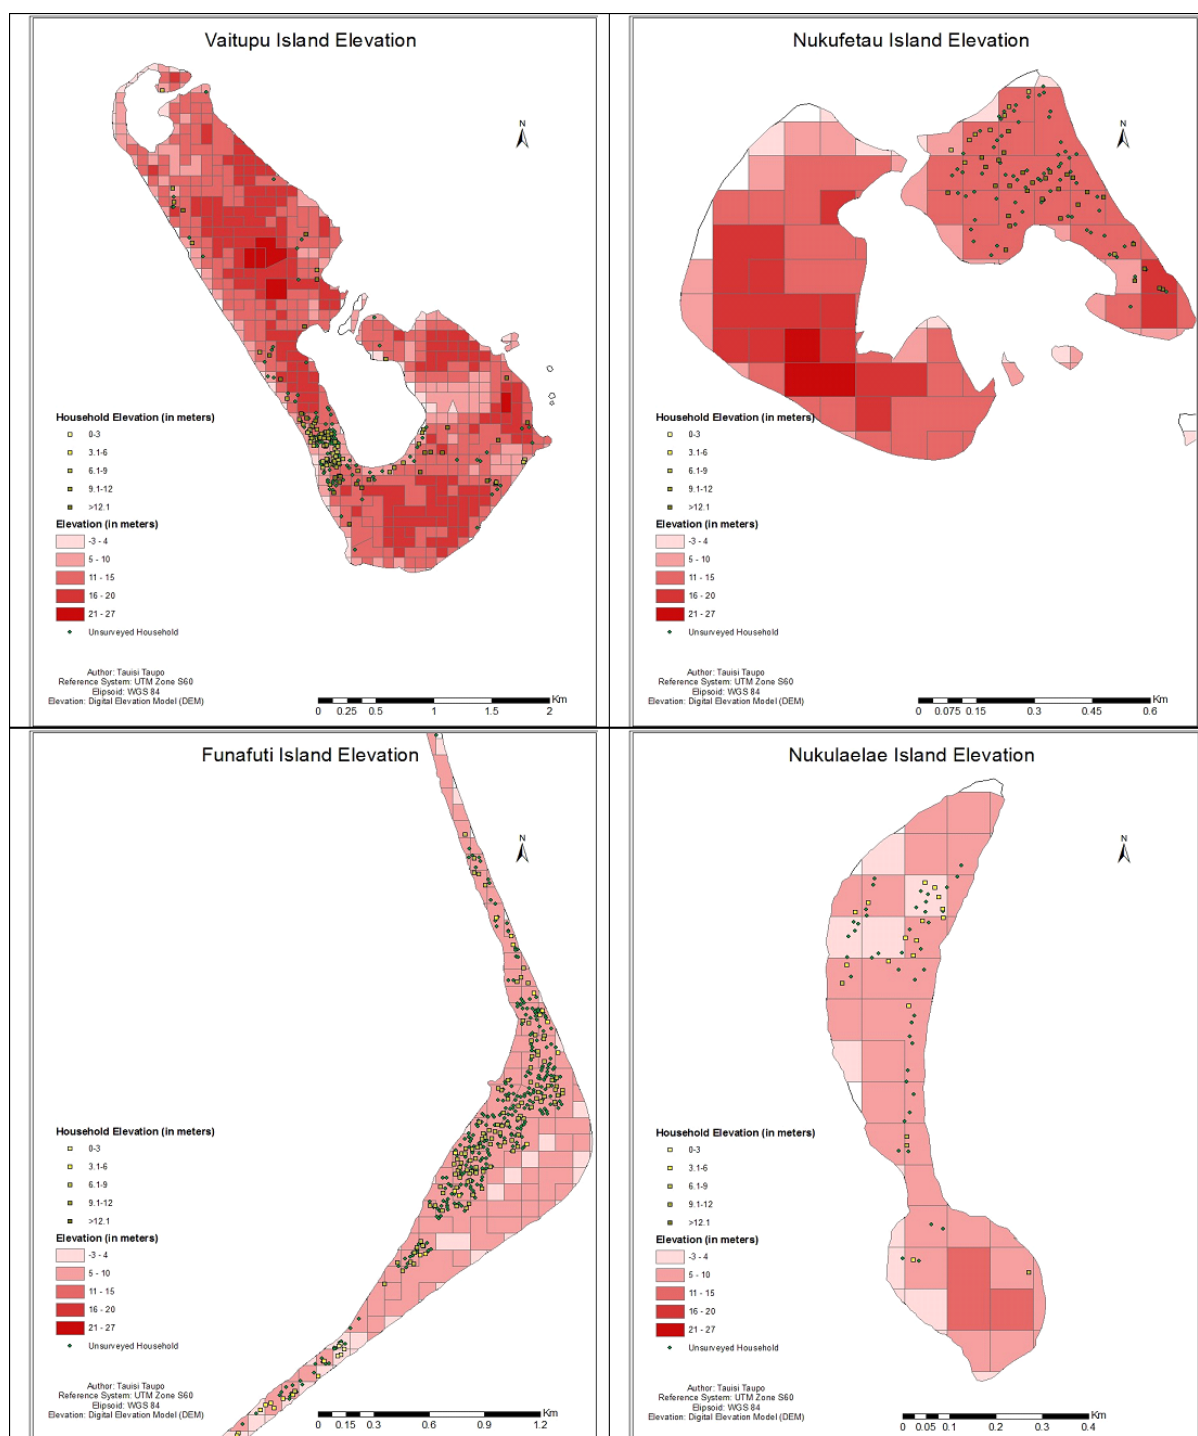 Vaitupu Island Elevation
N
Household Elevation (in meters)
0-3
3.1-6
6.1-9
9.1-12
>12.1
Elevation (in meters)
-3 - 4
5 - 10
11 - 15
16 - 20
21 - 27
Unsurveyed Household
Author: Tauisi Taupo
Reference System: UTM Zone S60
Elipsoid: WGS 84
Elevation: Digital Elevation Model (DEM)
Km
0 0.25 0.5 1 1.5 2
Nukufetau Island Elevation
N
Household Elevation (in meters)
0-3
3.1-6
6.1-9
9.1-12
>12.1
Elevation (in meters)
-3 - 4
5 - 10
11 - 15
16 - 20
21 - 27
Unsurveyed Household
Author: Tauisi Taupo
Reference System: UTM Zone S60
Elipsoid: WGS 84
Elevation: Digital Elevation Model (DEM)
Km
0 0.075 0.15 0.3 0.45 0.6
Funafuti Island Elevation
N
Household Elevation (in meters)
0-3
3.1-6
6.1-9
9.1-12
>12.1
Elevation (in meters)
-3 - 4
5 - 10
11 - 15
16 - 20
21 - 27
Unsurveyed Household
Author: Tauisi Taupo
Reference System: UTM Zone S60
Elipsoid: WGS 84
Elevation: Digital Elevation Model (DEM)
Km
0 0.15 0.3 0.6 0.9 1.2
Nukulaelae Island Elevation
N
Household Elevation (in meters)
0-3
3.1-6
6.1-9
9.1-12
>12.1
Elevation (in meters)
-3 - 4
5 - 10
11 - 15
16 - 20
21 - 27
Unsurveyed Household
Author: Tauisi Taupo
Reference System: UTM Zone S60
Elipsoid: WGS 84
Elevation: Digital Elevation Model (DEM)
Km
0 0.05 0.1 0.2 0.3 0.4